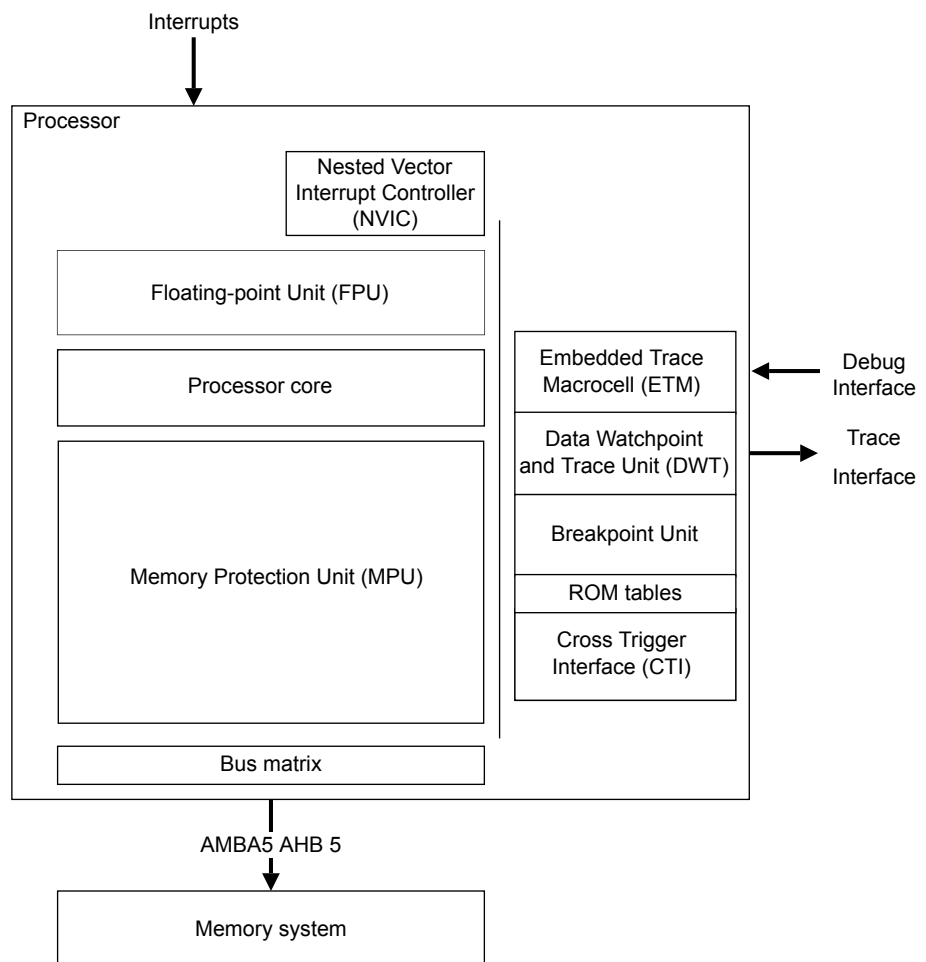 Interrupts
Processor
Nested Vector
Interrupt Controller
(NVIC)
Floating-point Unit (FPU)
Processor core
Memory Protection Unit (MPU)
Bus matrix
Embedded Trace
Macrocell (ETM)
Data Watchpoint
and Trace Unit (DWT)
Breakpoint Unit
ROM tables
Cross Trigger
Interface (CTI)
Debug
Interface
Trace
Interface
AMBA5 AHB 5
Memory system